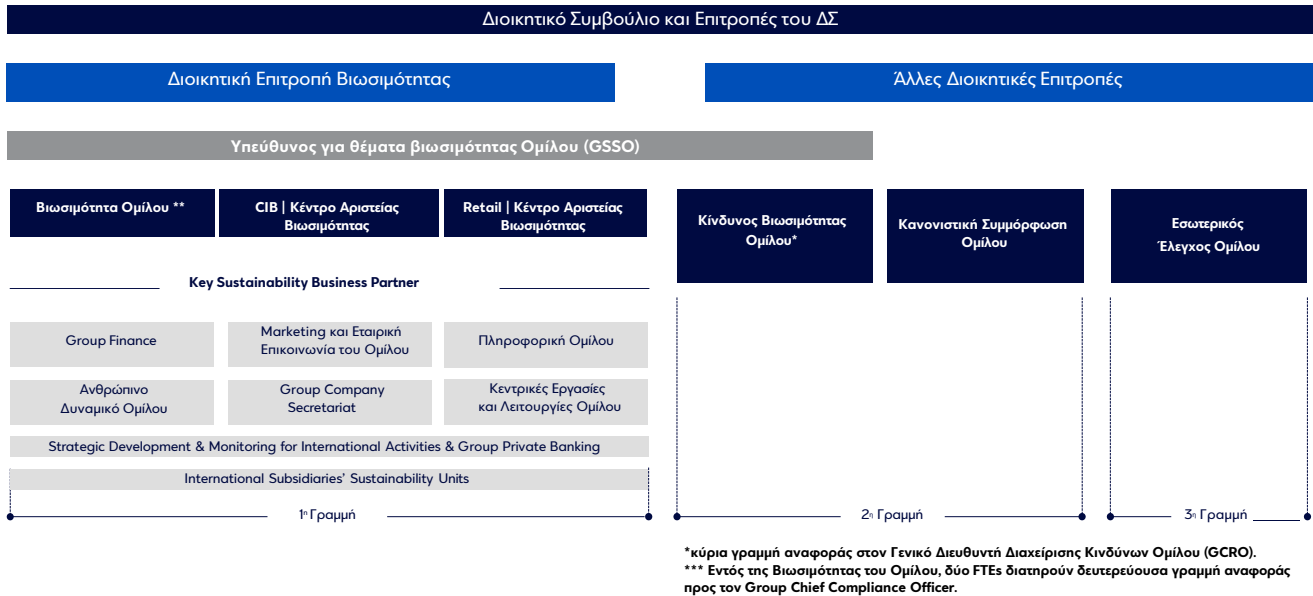 Διοικητικό Συμβούλιο και Επιτροπές του ΔΣ
Διοικητική Επιτροπή Βιωσιμότητας
Άλλες Διοικητικές Επιτροπές
Υπεύθυνος για θέματα βιωσιμότητας Ομίλου (GSSO)
Βιωσιμότητα Ομίλου **
CIB | Κέντρο Αριστείας
Βιωσιμότητας
Retail | Κέντρο Αριστείας
Βιωσιμότητας
Κίνδυνος Βιωσιμότητας
Ομίλου*
Κανονιστική Συμμόρφωση
Ομίλου
Εσωτερικός
Έλεγχος Ομίλου
Key Sustainability Business Partner
Group Finance
Marketing και Εταιρική
Επικοινωνία του Ομίλου
Πληροφορική Ομίλου
Ανθρώπινο
Δυναμικό Ομίλου
Group Company
Secretariat
Κεντρικές Εργασίες
και Λειτουργίες Ομίλου
Strategic Development & Monitoring for International Activities & Group Private Banking
International Subsidiaries’ Sustainability Units
1η Γραμμή
2η Γραμμή
3η Γραμμή
*κύρια γραμμή αναφοράς στον Γενικό Διευθυντή Διαχείρισης Κινδύνων Ομίλου (GCRO).
*** Εντός της Βιωσιμότητας του Ομίλου, δύο FTEs διατηρούν δευτερεύουσα γραμμή αναφοράς
προς τον Group Chief Compliance Officer.